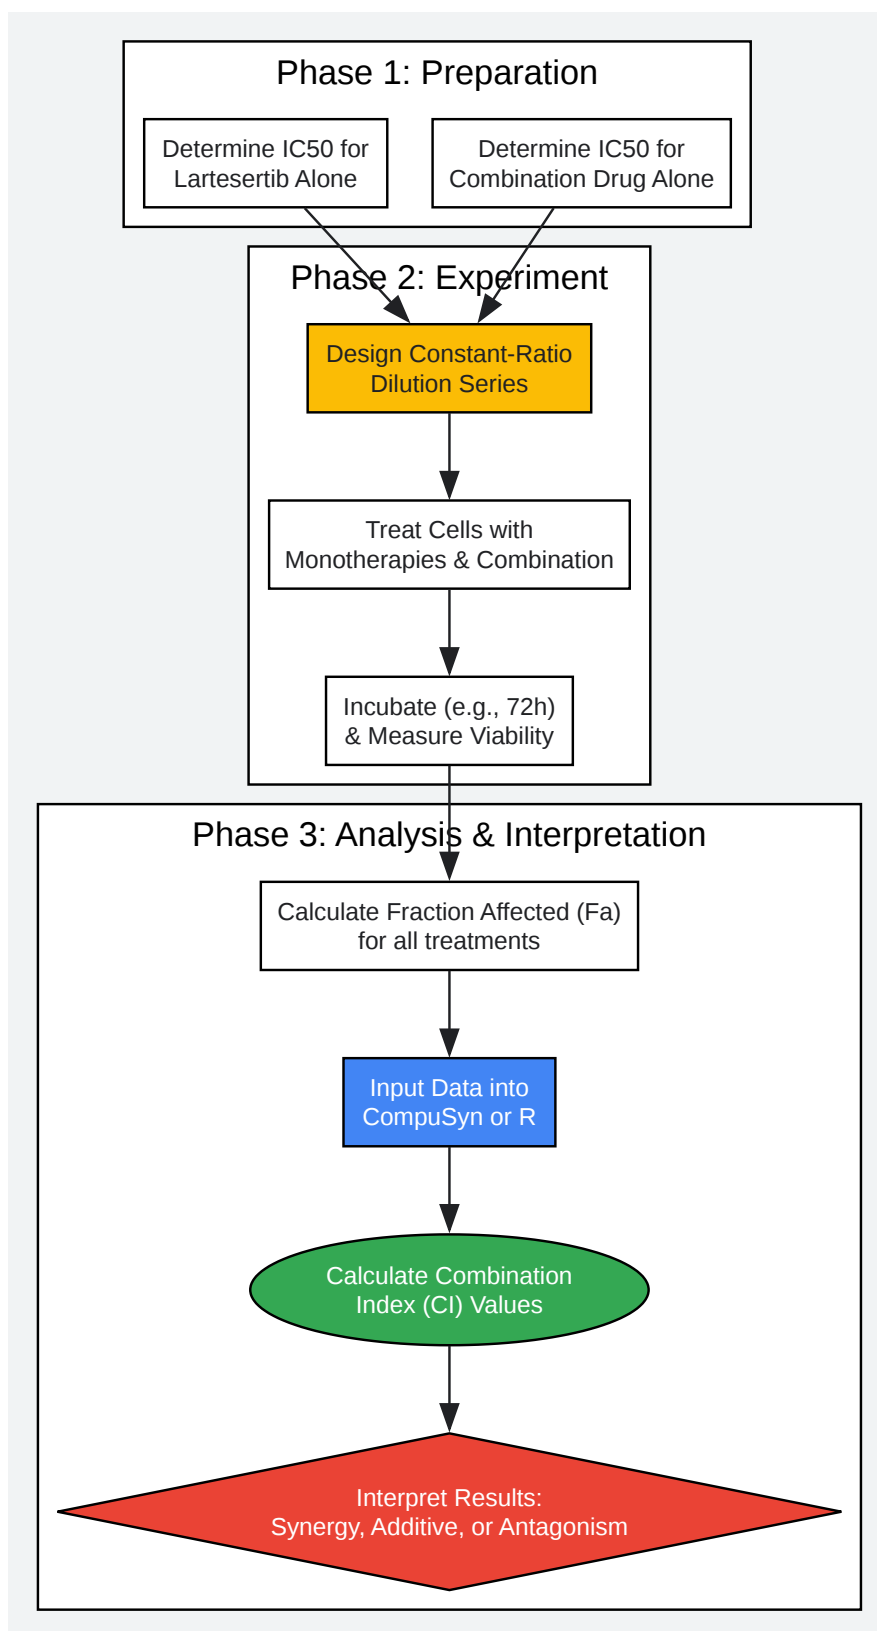 Phase 1: Preparation
Determine IC50 for
Lartesertib Alone
Determine IC50 for
Combination Drug Alone
Phase 2: Experiment
Design Constant-Ratio
Dilution Series
Treat Cells with
Monotherapies & Combination
Incubate (e.g., 72h)
& Measure Viability
Phase 3: Analysis & Interpretation
Calculate Fraction Affected (Fa)
for all treatments
Input Data into
CompuSyn or R
Calculate Combination
Index (CI) Values
Interpret Results:
Synergy, Additive, or Antagonism